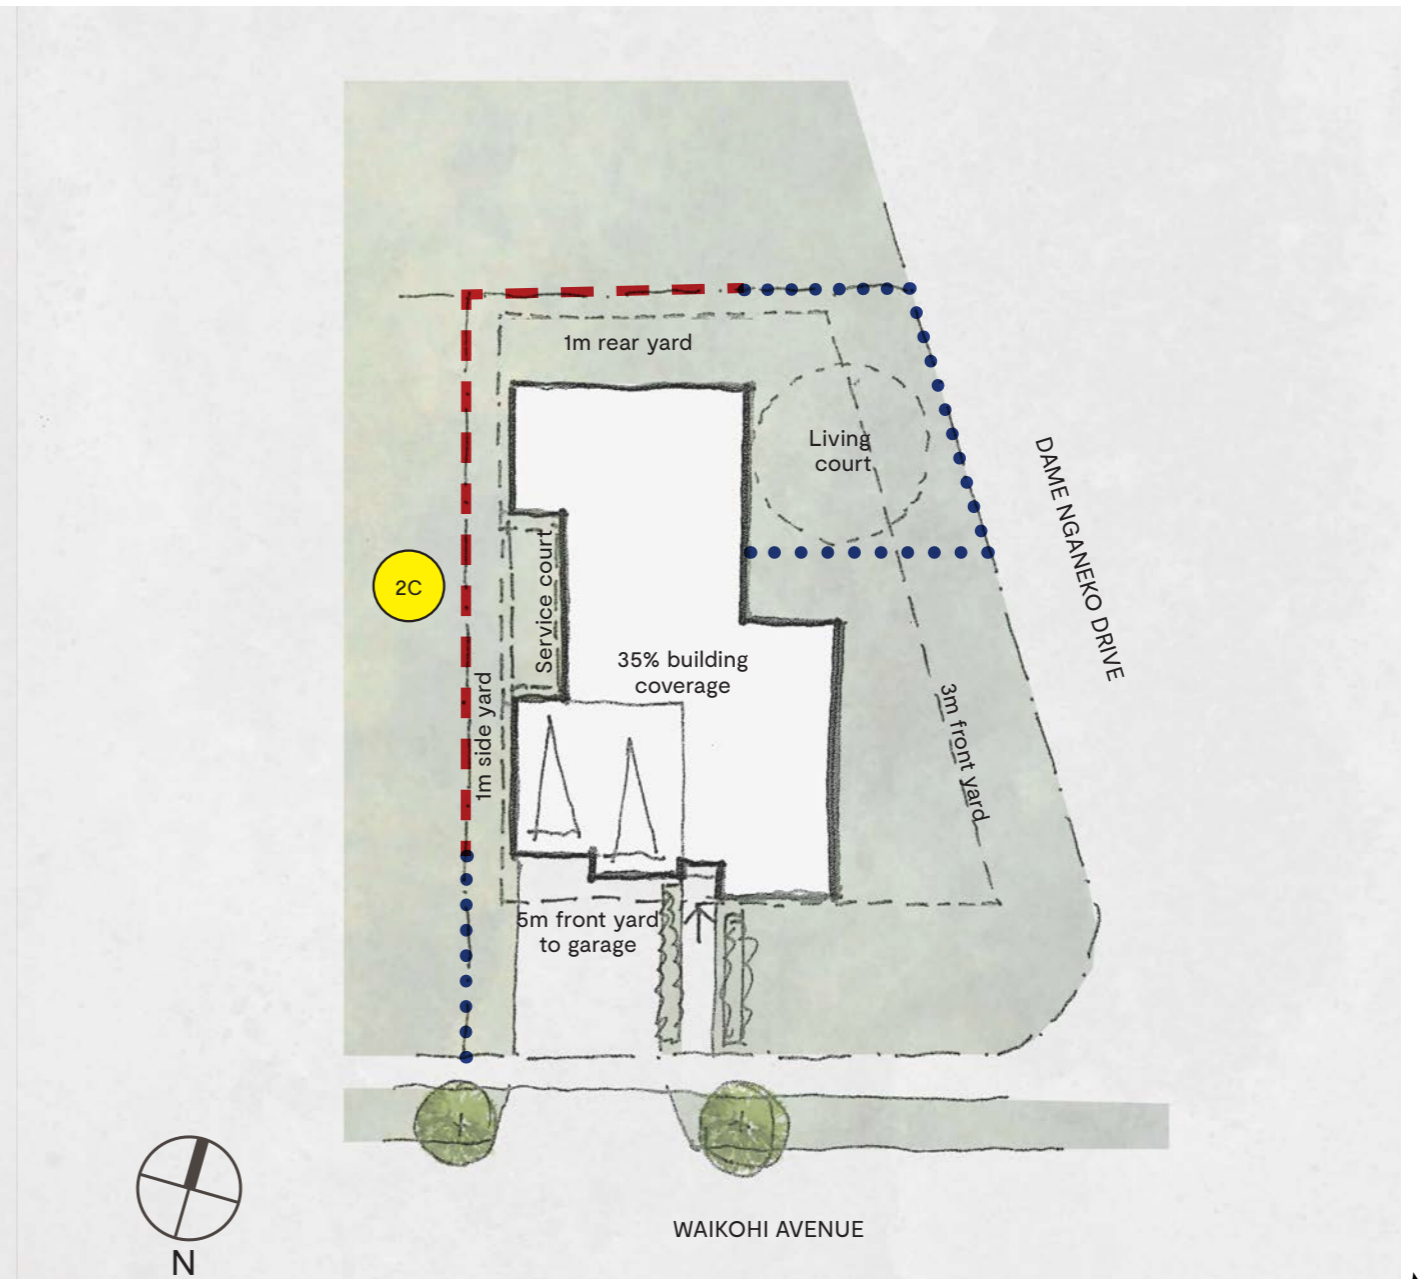 1m rear yard
Living
court
DAME NGANEKO DRIVE
Service court
2C
35% building
coverage
1m side yard
3m front yard
5m front yard
to garage
WAIKOHI AVENUE
N